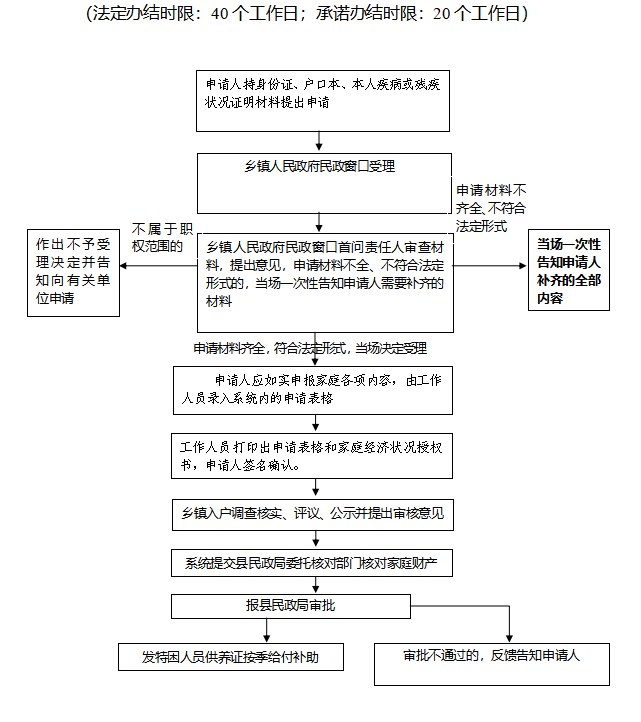 （法定办结时限：40 个工作日；承诺办结时限：20 个工作日）
申请人持身份证、户口本、本人疾病或残疾
状况证明材料提出申请
乡镇人民政府民政窗口受理
申请材料不
齐全、不符合
法定形式
不属于职
权范围的
作出不予受
理决定并告
知向有关单
位申请
乡镇人民政府民政窗口首问责任人审查材
料，提出意见，申请材料不全、不符合法定
形式的，当场一次性告知申请人需要补齐的
材料
当场一次性
告知申请人
补齐的全部
内容
申请材料齐全，符合法定形式，当场决定受理
申请人应如实申报家庭各项内容，由工作
人员录入系统内的申请表格
工作人员打印出申请表格和家庭经济状况授权
书，申请人签名确认。
乡镇入户调查核实、评议、公示并提出审核意见
系统提交县民政局委托核对部门核对家庭财产
报县民政局审批
发特困人员供养证按季给付补助
审批不通过的，反馈告知申请人